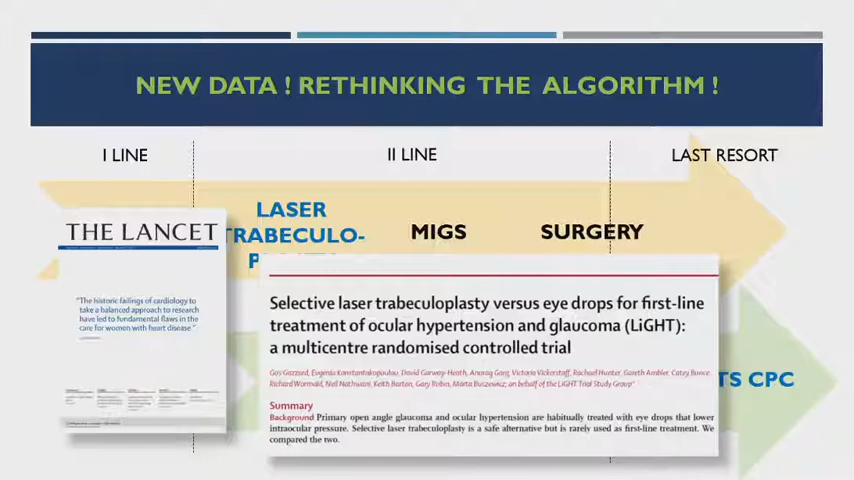 NEW DATA ! RETHINKING THE ALGORITHM !
I LINE
II LINE
LAST RESORT
LASER
TRABECULO-
MIGS
SURGERY
THE LANCET
"The historic failings of cardiology to
take a balanced approach to research
have led to fundamental flaws in the
care for women with heart disease."
Selective laser trabeculoplasty versus eye drops for first-line
treatment of ocular hypertension and glaucoma (LiGHT):
a multicentre randomised controlled trial
Gus Gazzard, Evgenia Konstantakopoulou, David Garway-Heath, Anurag Garg, Victoria Vickerstaff, Rachael Hunter, Gareth Ambler, Catey Bunce,
Richard Wormald, Neil Nathwani, Keith Barton, Gary Rubin, Marta Buszewicz; on behalf of the LiGHT Trial Study Group*
Summary
Background Primary open angle glaucoma and ocular hypertension are habitually treated with eye drops that lower
intraocular pressure. Selective laser trabeculoplasty is a safe alternative but is rarely used as first-line treatment. We
compared the two.
TS CPC